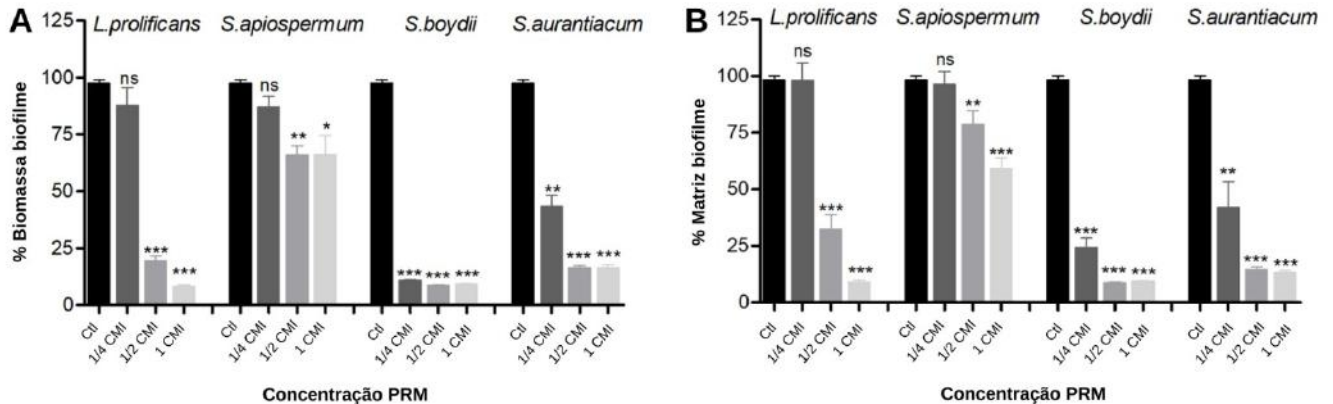 A
L.prolificans S.apiospermum S.boydii S.aurantiacum
% Biomassa biofilme
125
100
75
50
25
0
ns *** ***
ns ** *
*** *** ***
** *** ***
Ctl 1/4 CMI 1/2 CMI 1 CMI Ctl 1/4 CMI 1/2 CMI 1 CMI Ctl 1/4 CMI 1/2 CMI 1 CMI Ctl 1/4 CMI 1/2 CMI 1 CMI
Concentração PRM
B
L.prolificans S.apiospermum S.boydii S.aurantiacum
% Matriz biofilme
125
100
75
50
25
0
ns *** ***
ns ** ***
*** *** ***
** *** ***
Ctl 1/4 CMI 1/2 CMI 1 CMI Ctl 1/4 CMI 1/2 CMI 1 CMI Ctl 1/4 CMI 1/2 CMI 1 CMI Ctl 1/4 CMI 1/2 CMI 1 CMI
Concentração PRM